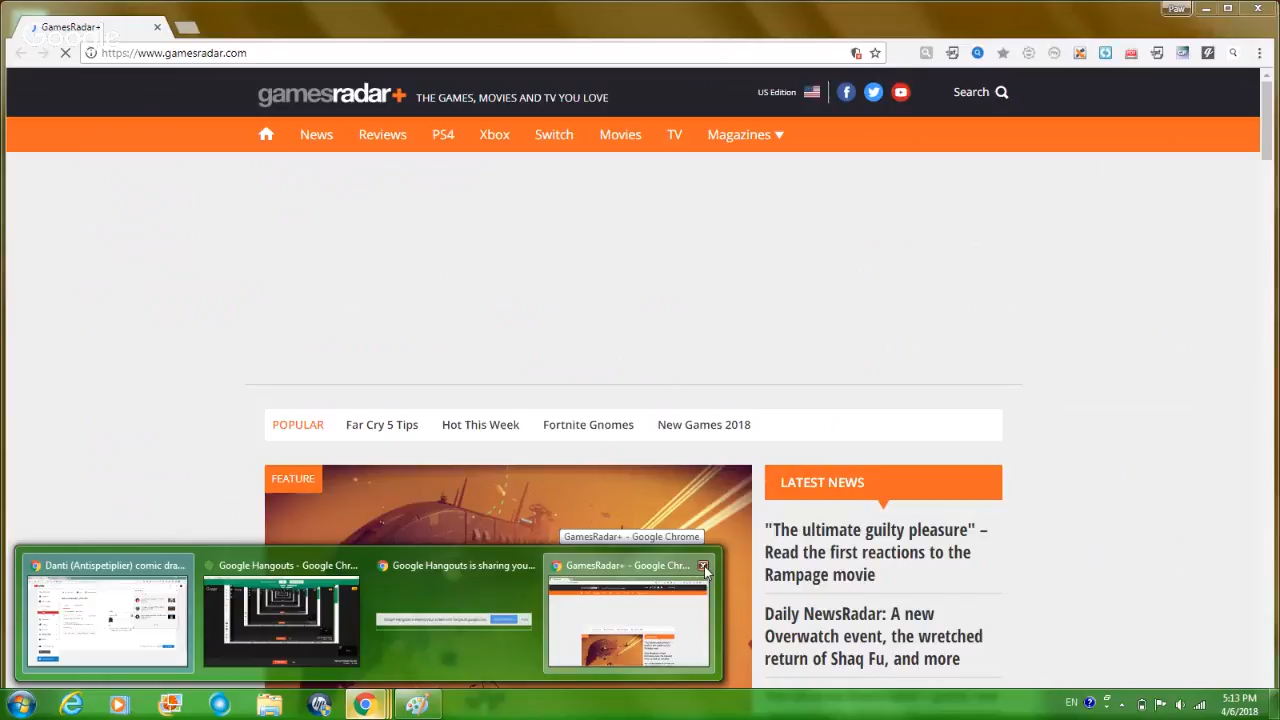 Paw
GamesRadar+
Google
https://www.gamesradar.com
gamesradar+ THE GAMES, MOVIES AND TV YOU LOVE
US Edition
Search
News Reviews PS4 Xbox Switch Movies TV Magazines ▼
POPULAR Far Cry 5 Tips Hot This Week Fortnite Gnomes New Games 2018
FEATURE
LATEST NEWS
"The ultimate guilty pleasure" –
Read the first reactions to the
Rampage movie
Daily NewsRadar: A new
Overwatch event, the wretched
return of Shaq Fu, and more
GamesRadar+ - Google Chrome
Danti (Antispetiplier) comic dra...
Google Hangouts - Google Chr...
Google Hangouts is sharing you...
GamesRadar+ - Google Chr...
EN
5:13 PM
4/6/2018